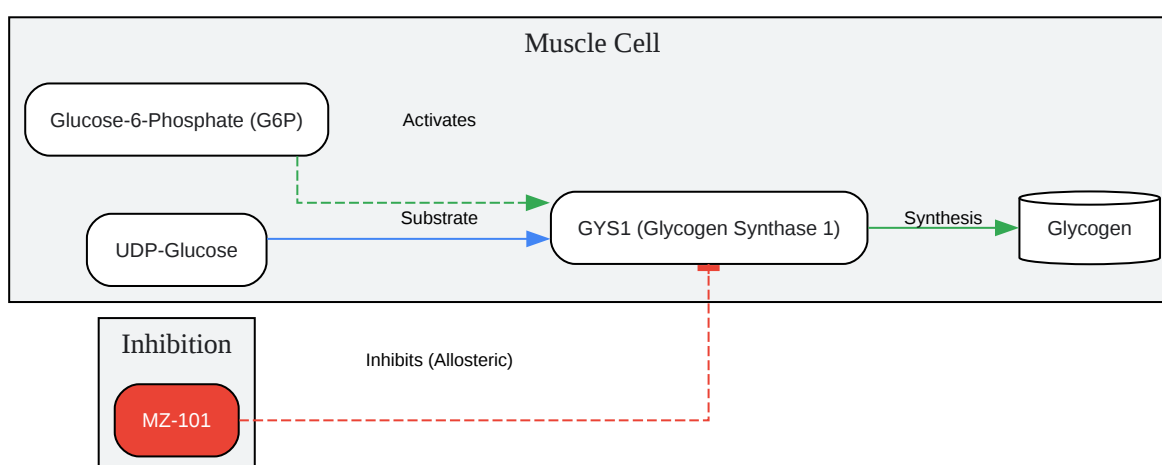 Muscle Cell
Glucose-6-Phosphate (G6P)
Activates
UDP-Glucose
Substrate
GYS1 (Glycogen Synthase 1)
Synthesis
Glycogen
Inhibition
MZ-101
Inhibits (Allosteric)